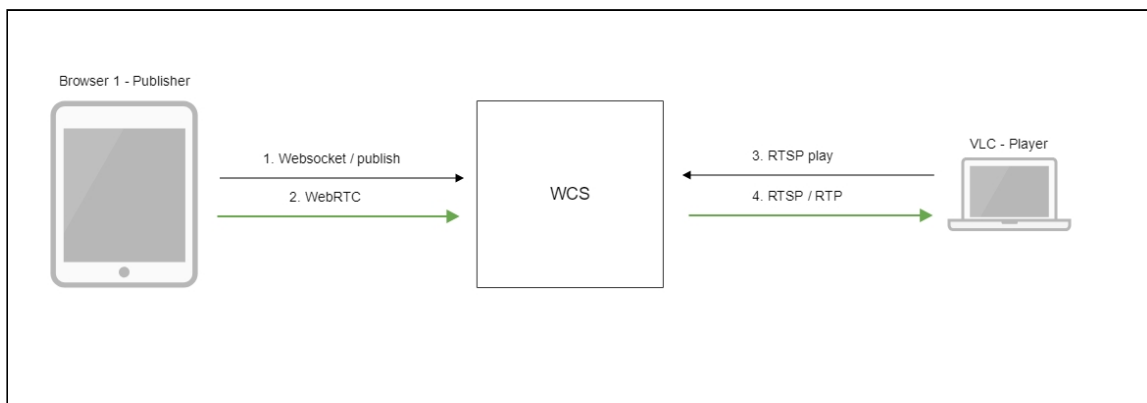 Browser 1 - Publisher
1. Websocket / publish
2. WebRTC
WCS
3. RTSP play
4. RTSP / RTP
VLC - Player